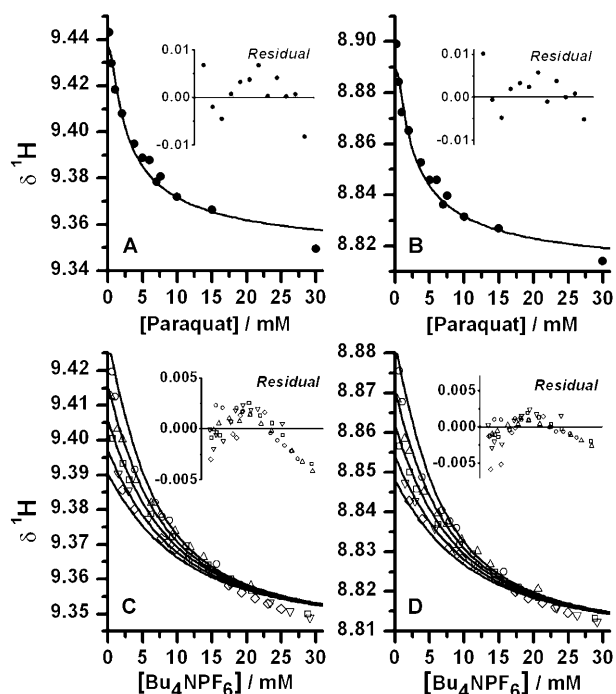 9.44
9.42
9.40
9.38
9.36
9.34
δ ¹H
0.01
0.00
-0.01
Residual
A
0 5 10 15 20 25 30
[Paraquat] / mM
8.90
8.88
8.86
8.84
8.82
0.01
0.00
-0.01
Residual
B
0 5 10 15 20 25 30
[Paraquat] / mM
9.42
9.41
9.40
9.39
9.38
9.37
9.36
9.35
δ ¹H
0.005
0.003
0.000
-0.003
-0.005
Residual
C
0 5 10 15 20 25 30
[Bu₄NPF₆] / mM
8.88
8.87
8.86
8.85
8.84
8.83
8.82
8.81
0.005
0.000
-0.005
Residual
D
0 5 10 15 20 25 30
[Bu₄NPF₆] / mM